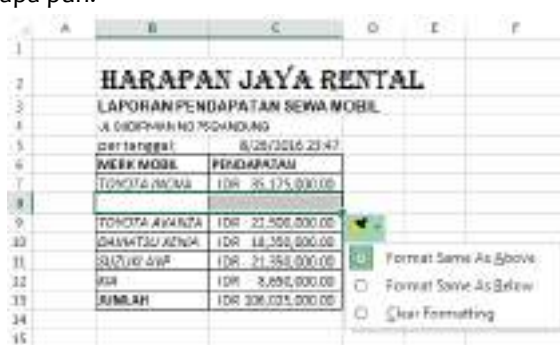 apa pun.
A B C D E F
1
2 HARAPAN JAYA RENTAL
3 LAPORAN PENDAPATAN SEWA MOBIL
4
5 per tanggal: 8/26/2016 23:47
6 MERK MOBIL PENDAPATAN
7 TOYOTA INOVA IDR 35,175,000.00
8
9 TOYOTA AVANZA IDR 22,500,000.00
10 DAIHATSU XENIA IDR 18,350,000.00
11 SUZUKI IDR 21,350,000.00
12 KIA IDR 8,650,000.00
13 JUMLAH IDR 106,025,000.00
14
15
Format Same As Above
Format Same As Below
Clear Formatting